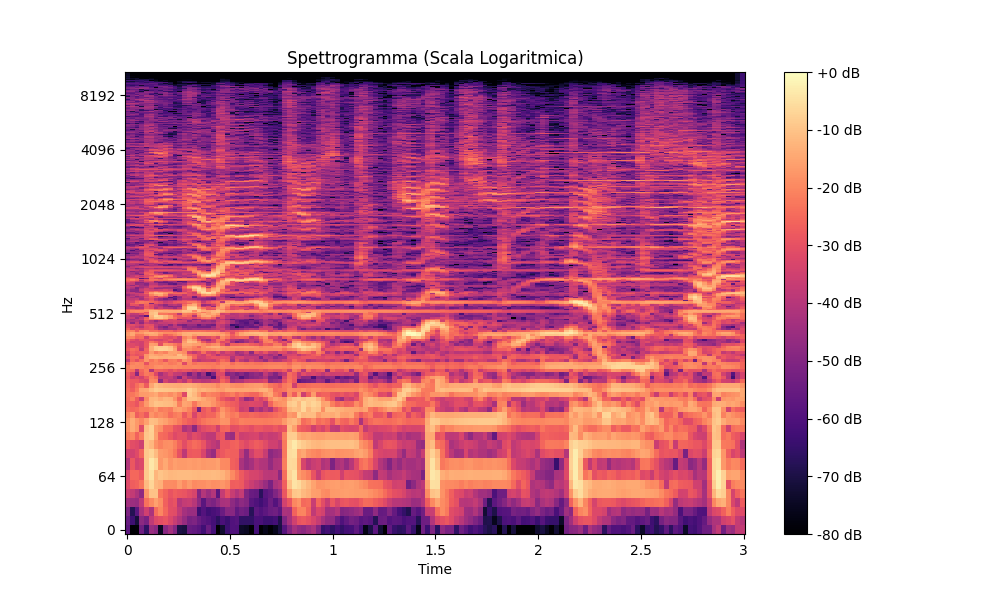 Spettrogramma (Scala Logaritmica)
Hz
8192
4096
2048
1024
512
256
128
64
0
0
0.5
1
1.5
2
2.5
3
Time
+0 dB
-10 dB
-20 dB
-30 dB
-40 dB
-50 dB
-60 dB
-70 dB
-80 dB